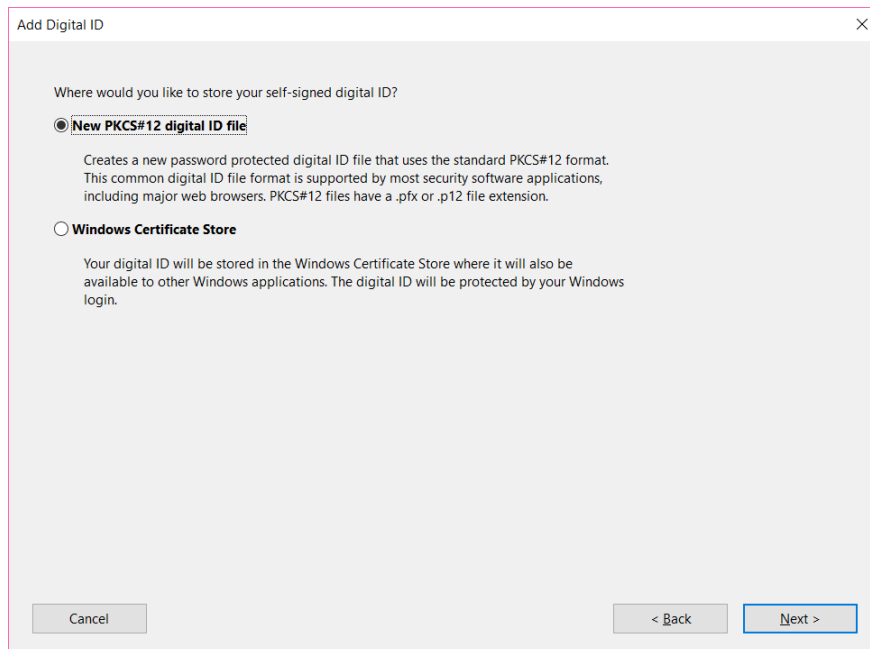 Add Digital ID
Where would you like to store your self-signed digital ID?
New PKCS#12 digital ID file
Creates a new password protected digital ID file that uses the standard PKCS#12 format.
This common digital ID file format is supported by most security software applications,
including major web browsers. PKCS#12 files have a .pfx or .p12 file extension.
Windows Certificate Store
Your digital ID will be stored in the Windows Certificate Store where it will also be
available to other Windows applications. The digital ID will be protected by your Windows
login.
Cancel
< Back
Next >